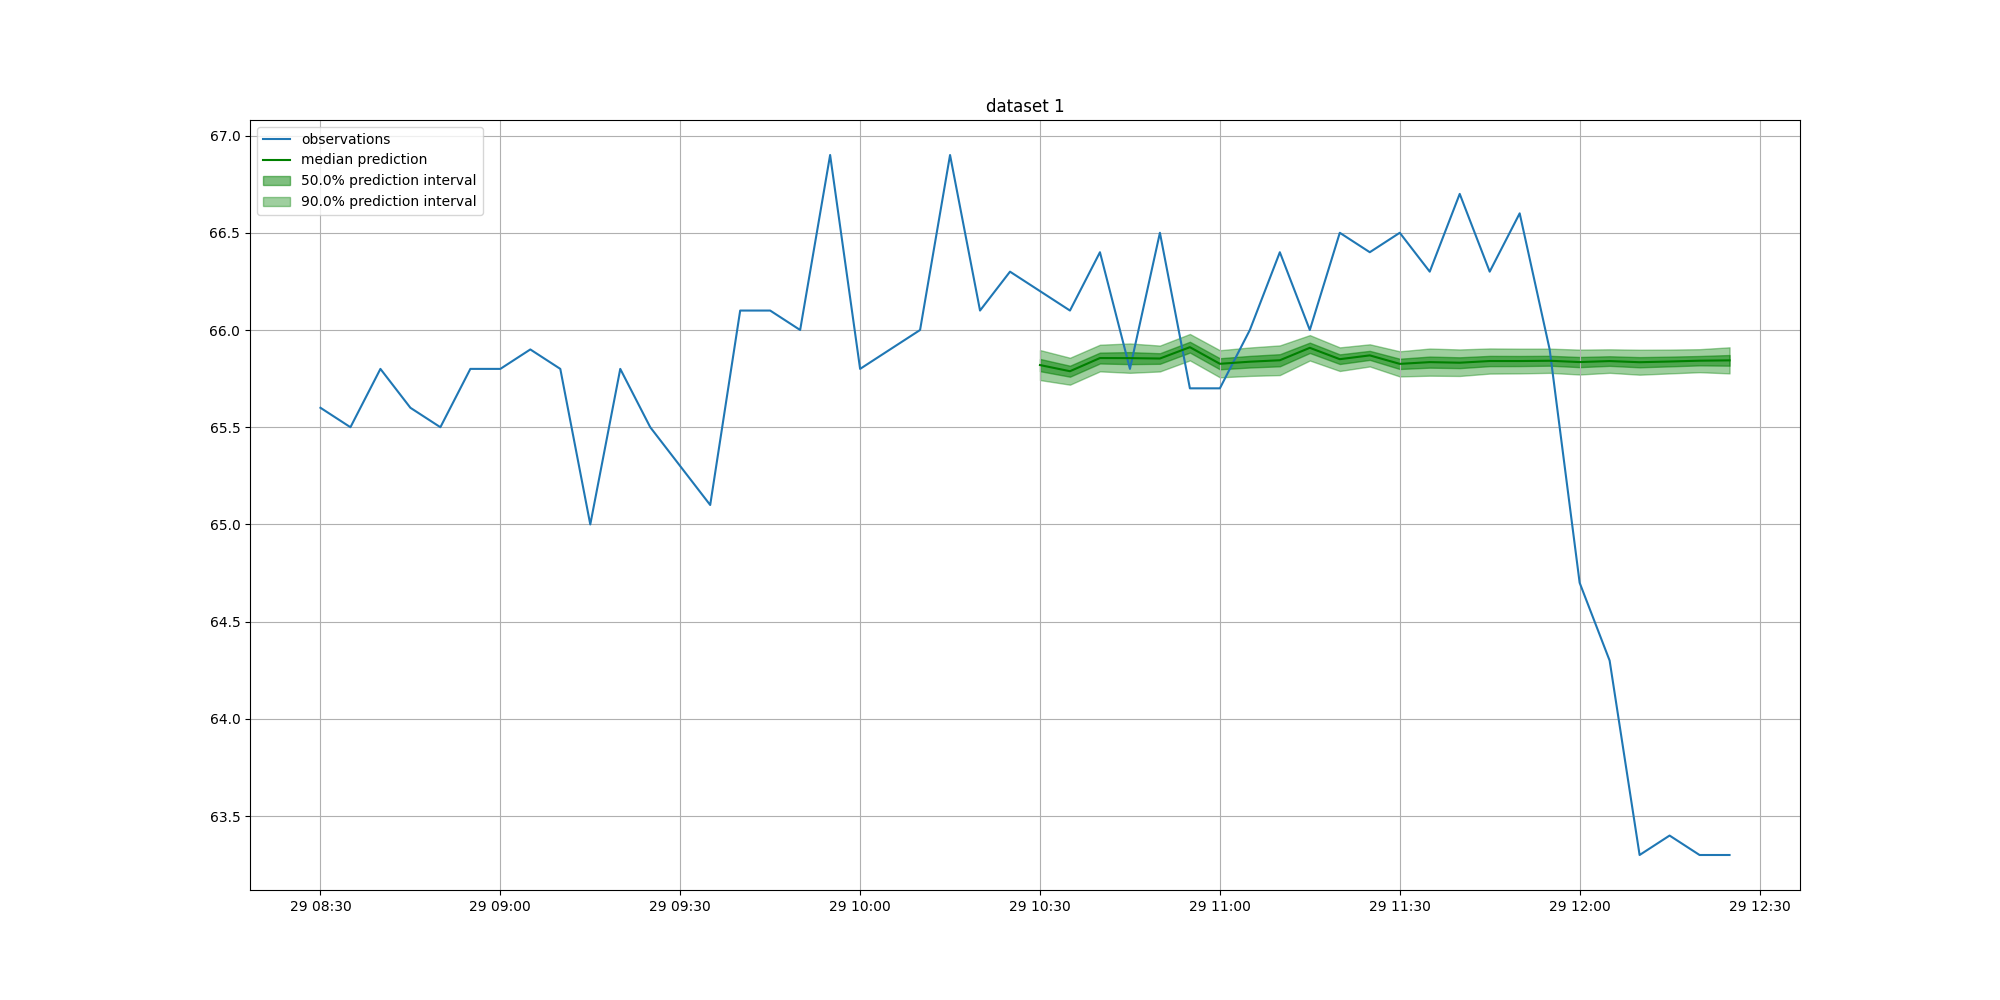 dataset 1
observations
median prediction
50.0% prediction interval
90.0% prediction interval
67.0
66.5
66.0
65.5
65.0
64.5
64.0
63.5
29 08:30 29 09:00 29 09:30 29 10:00 29 10:30 29 11:00 29 11:30 29 12:00 29 12:30